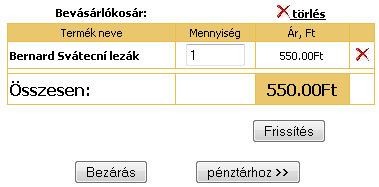 Bevásárlókosár: törlés
Termék neve Mennyiség Ár, Ft
Bernard Svátecní lezák 1 550.00Ft
Összesen: 550.00Ft
Frissítés
Bezárás pénztárhoz >>